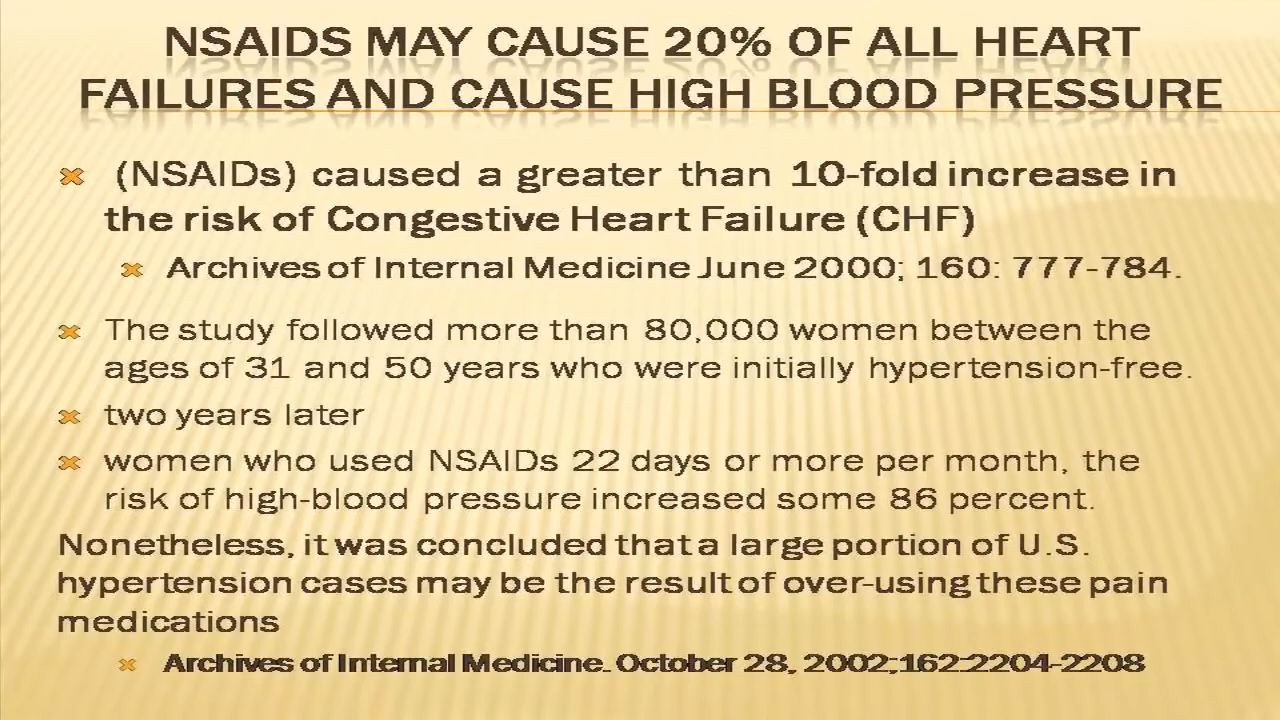 NSAIDS MAY CAUSE 20% OF ALL HEART
FAILURES AND CAUSE HIGH BLOOD PRESSURE
(NSAIDs) caused a greater than 10-fold increase in
the risk of Congestive Heart Failure (CHF)
Archives of Internal Medicine June 2000; 160: 777-784.
The study followed more than 80,000 women between the
ages of 31 and 50 years who were initially hypertension-free.
two years later
women who used NSAIDs 22 days or more per month, the
risk of high-blood pressure increased some 86 percent.
Nonetheless, it was concluded that a large portion of U.S.
hypertension cases may be the result of over-using these pain
medications
Archives of Internal Medicine. October 28, 2002;162:2204-2208